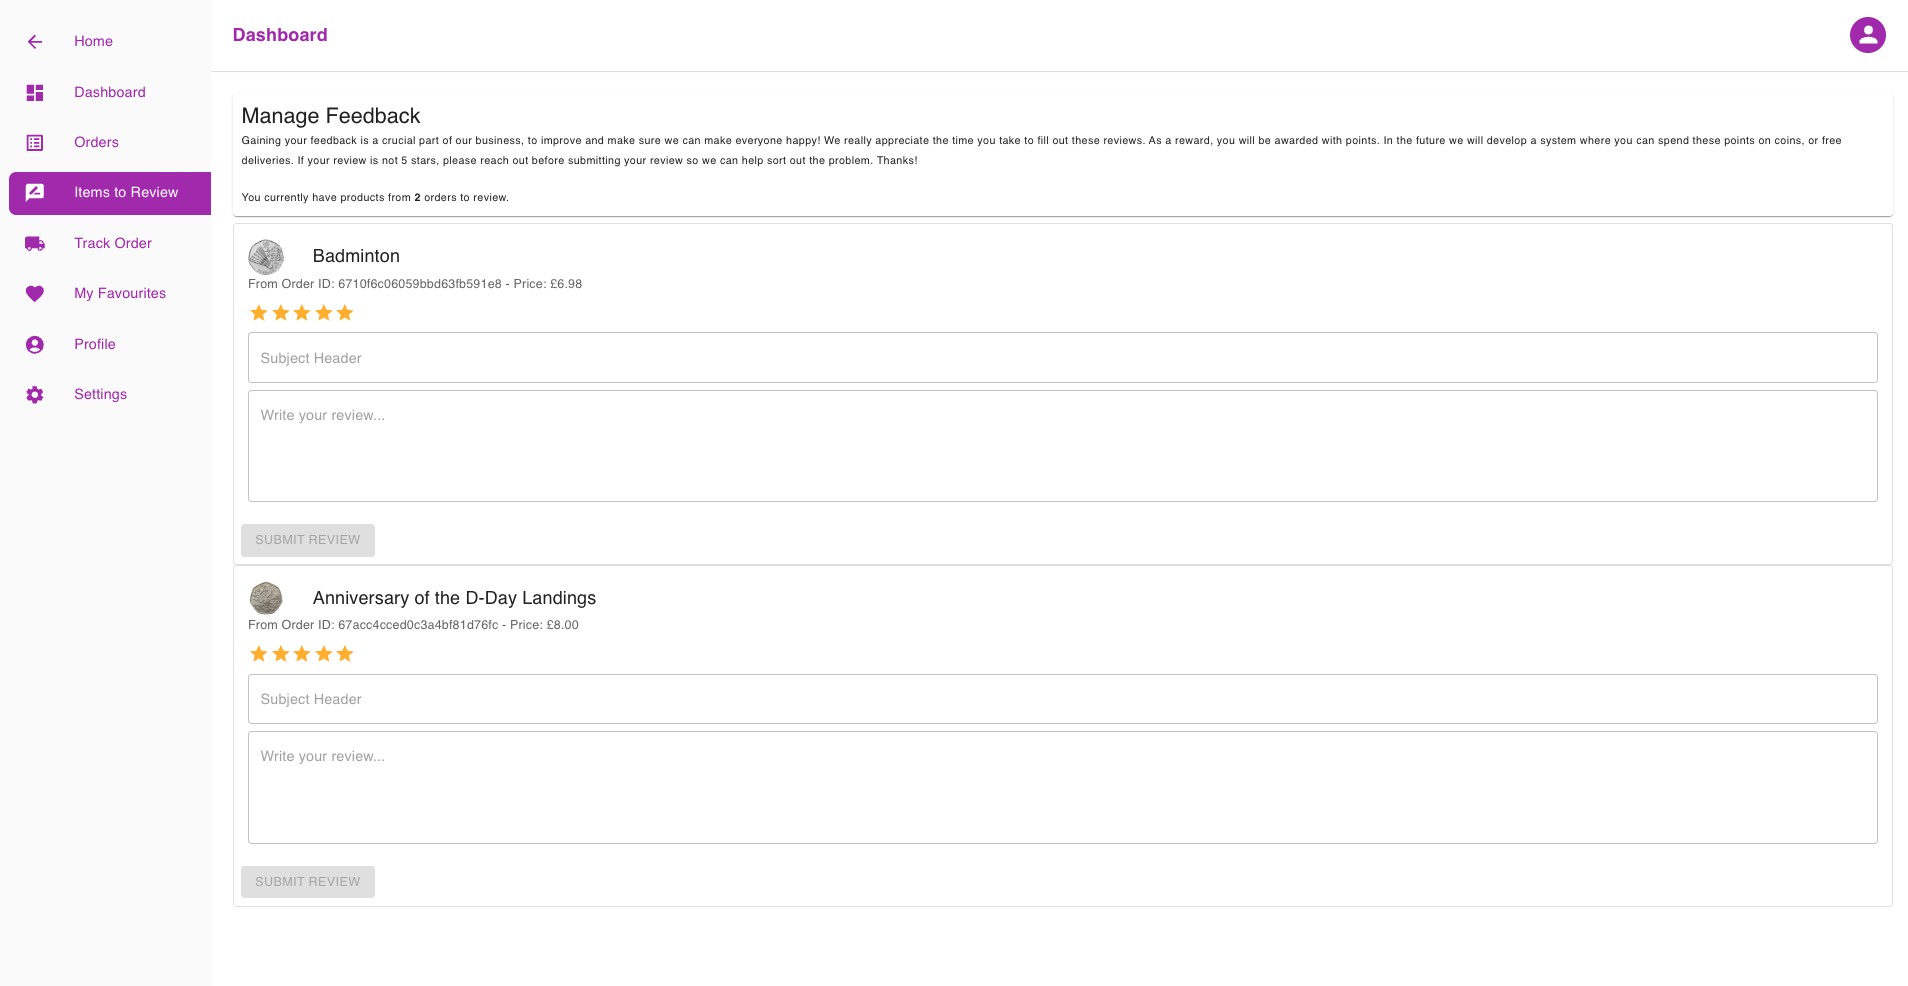 Home
Dashboard
Orders
Items to Review
Track Order
My Favourites
Profile
Settings
Dashboard
Manage Feedback
Gaining your feedback is a crucial part of our business, to improve and make sure we can make everyone happy! We really appreciate the time you take to fill out these reviews. As a reward, you will be awarded with points. In the future we will develop a system where you can spend these points on coins, or free
deliveries. If your review is not 5 stars, please reach out before submitting your review so we can help sort out the problem. Thanks!
You currently have products from 2 orders to review.
Badminton
From Order ID: 6710f6c06059bbd63fb591e8 - Price: £6.98
Subject Header
Write your review...
SUBMIT REVIEW
Anniversary of the D-Day Landings
From Order ID: 67acc4cced0c3a4bf81d76fc - Price: £8.00
Subject Header
Write your review...
SUBMIT REVIEW